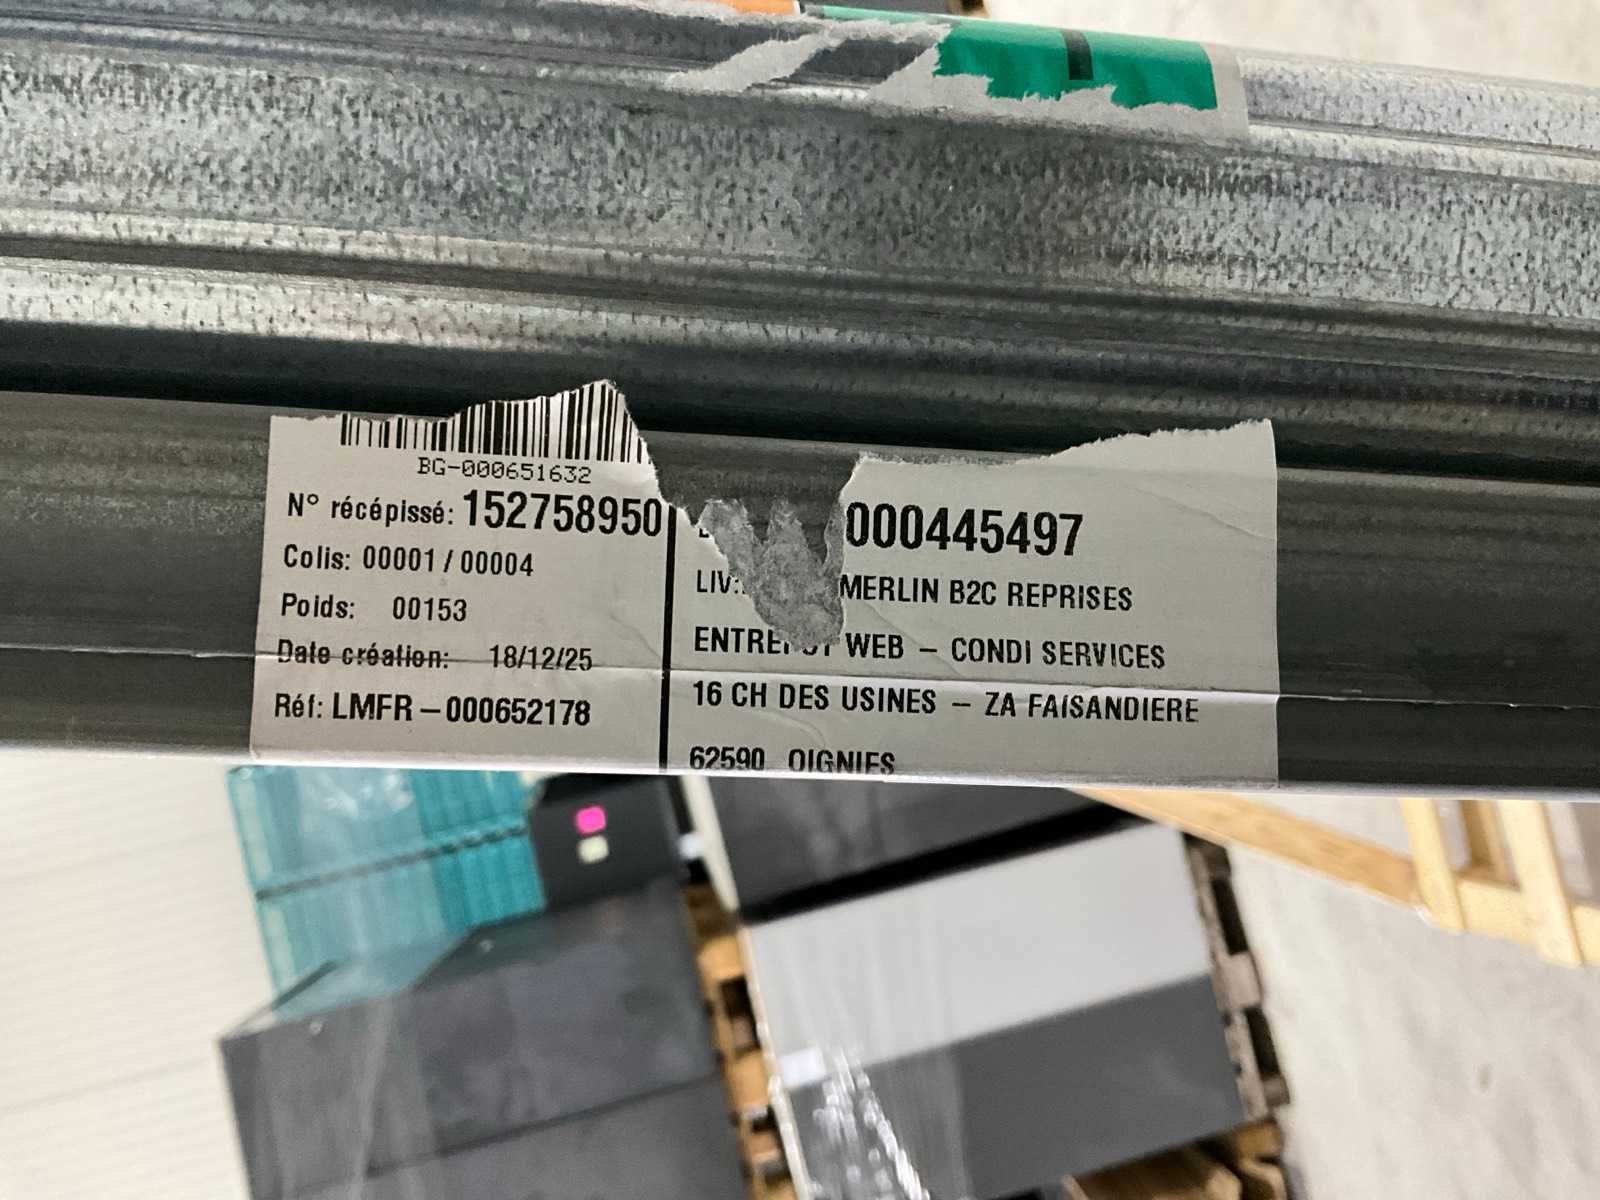 BG-000651632
N° récépissé: 152758950
Colis: 00001 / 00004
Poids: 00153
Date création: 18/12/25
Réf: LMFR-000652178
000445497
LIV: MERLIN B2C REPRISES
WEB - CONDI SERVICES
16 CH DES USINES - ZA FAISANDIERE
62590 OIGNIES